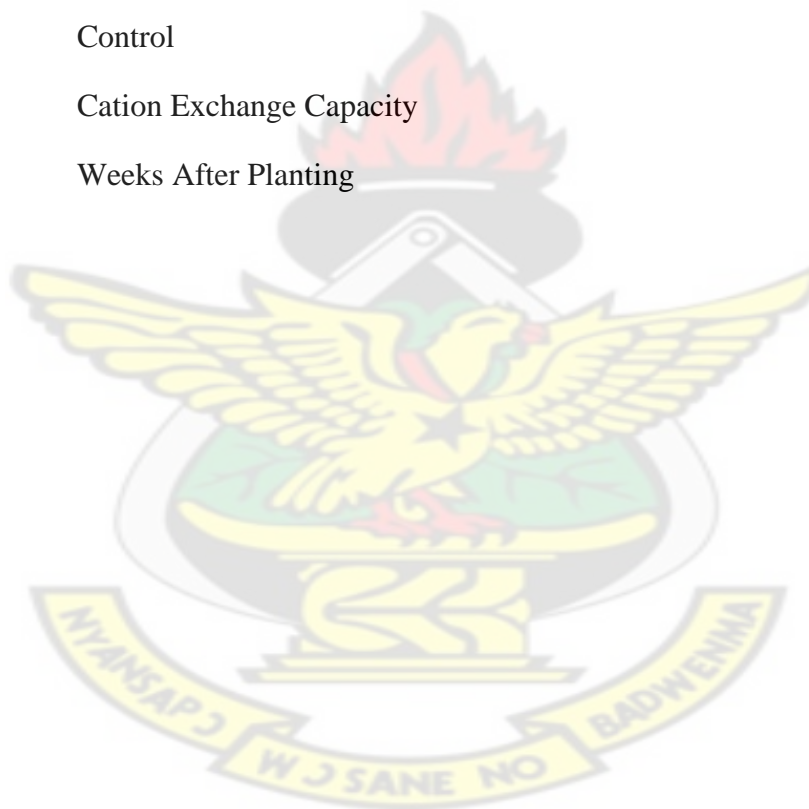 Control
Cation Exchange Capacity
Weeks After Planting
NYANSAPƆ WƆSANE NO BADWENMA